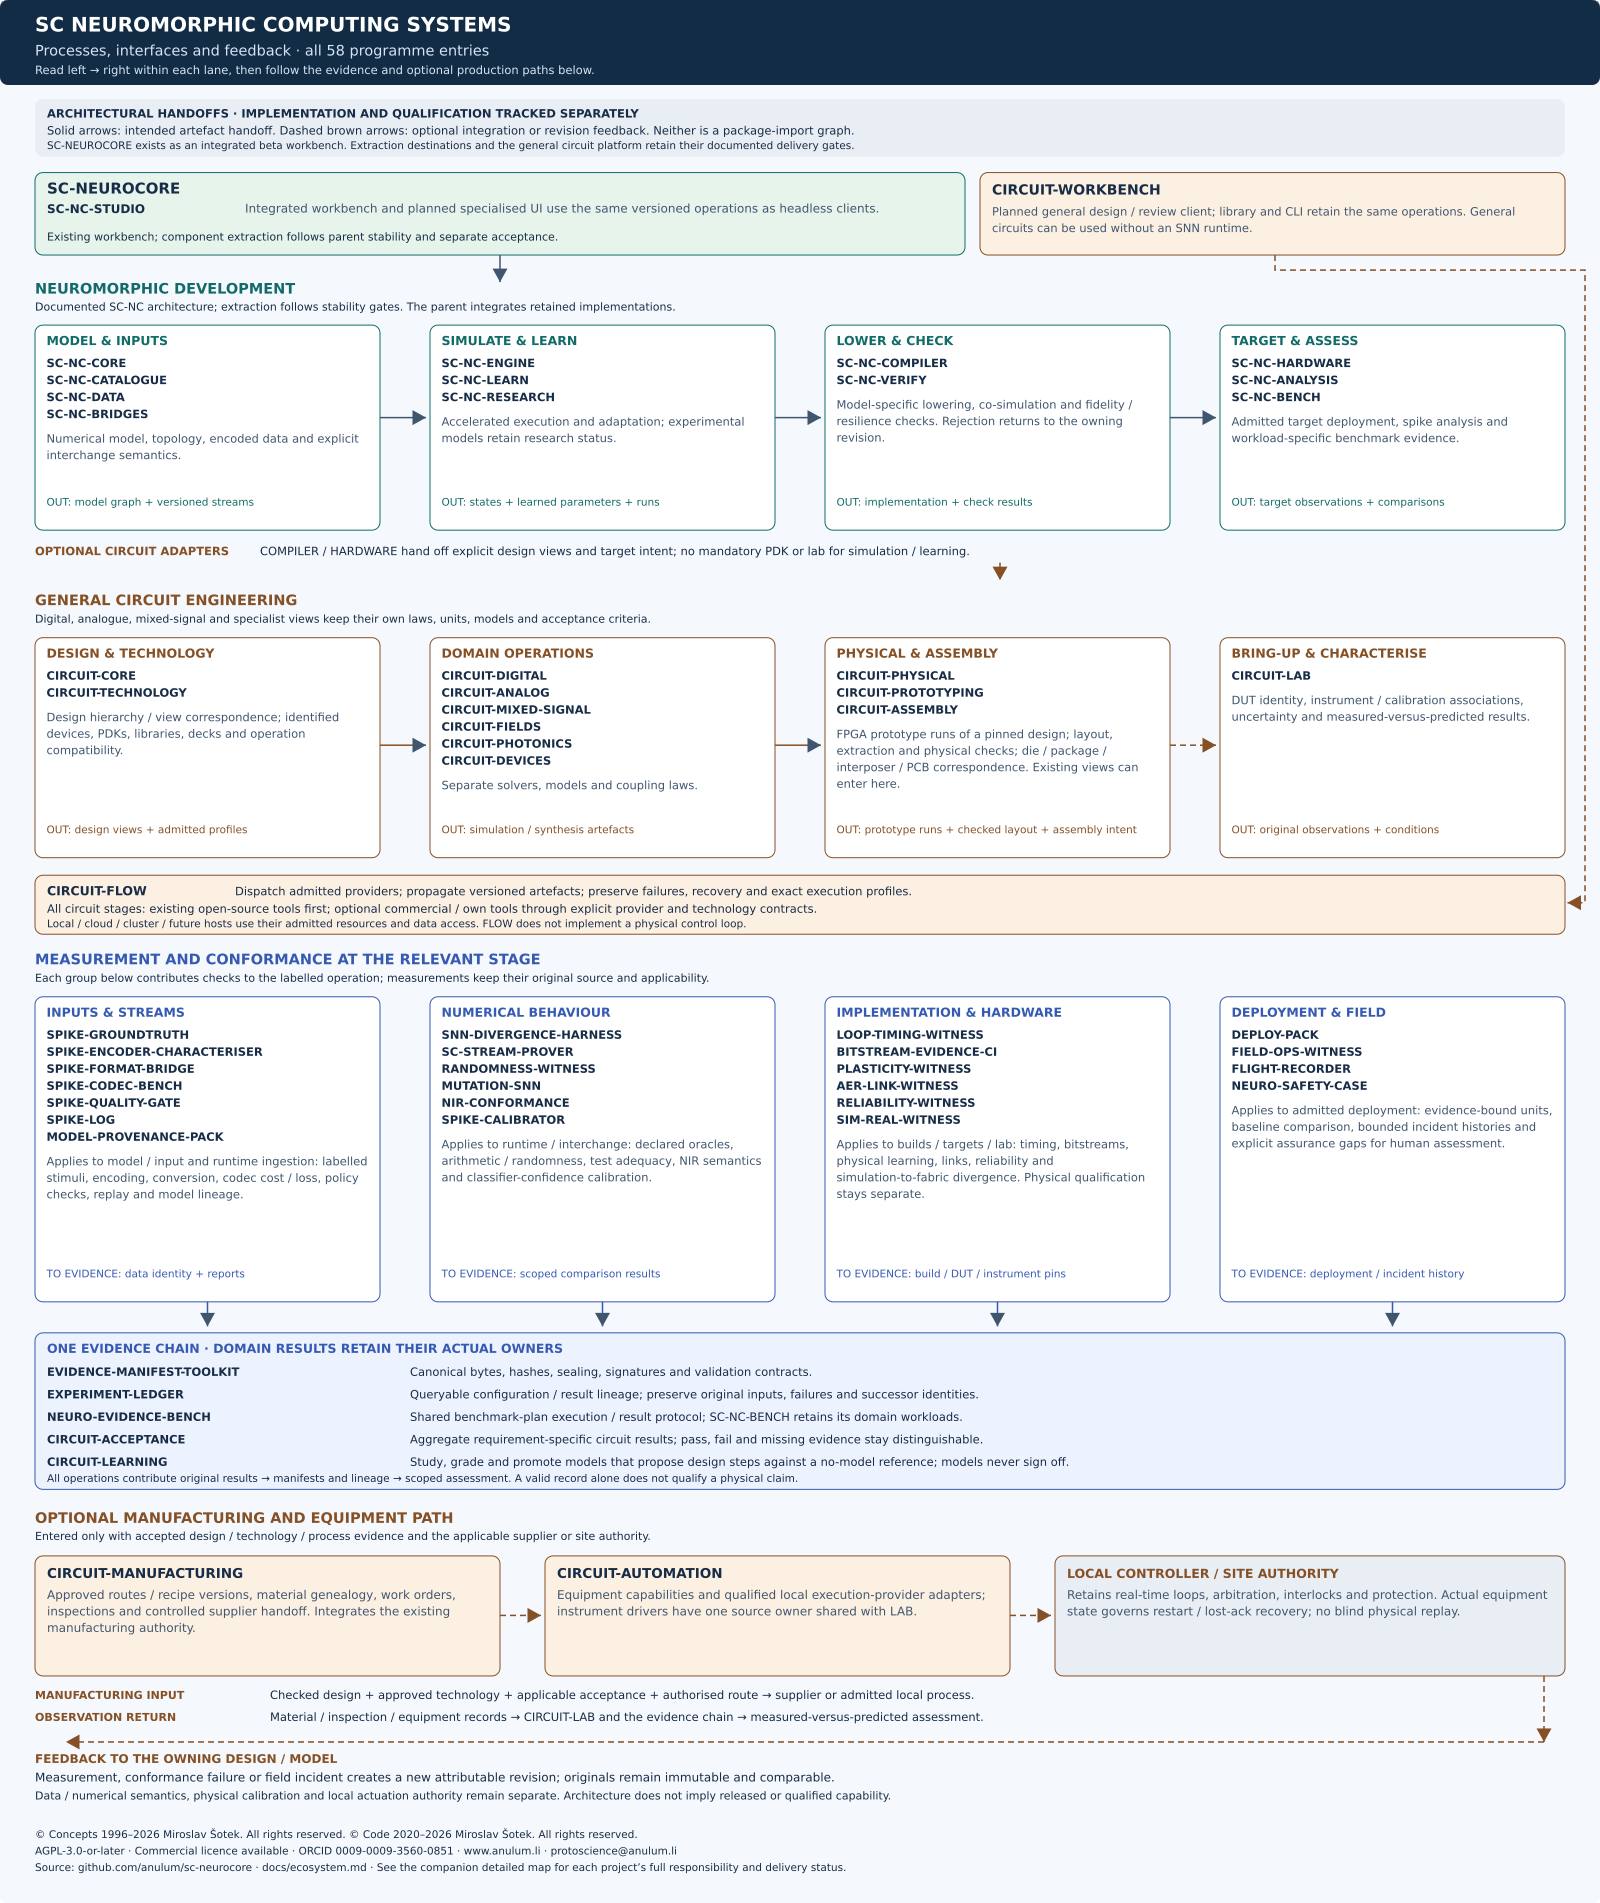 SC NEUROMORPHIC COMPUTING SYSTEMS
Processes, interfaces and feedback · all 58 programme entries
Read left → right within each lane, then follow the evidence and optional production paths below.
ARCHITECTURAL HANDOFFS · IMPLEMENTATION AND QUALIFICATION TRACKED SEPARATELY
Solid arrows: intended artefact handoff. Dashed brown arrows: optional integration or revision feedback. Neither is a package-import graph.
SC-NEUROCORE exists as an integrated beta workbench. Extraction destinations and the general circuit platform retain their documented delivery gates.
SC-NEUROCORE
SC-NC-STUDIO Integrated workbench and planned specialised UI use the same versioned operations as headless clients.
Existing workbench; component extraction follows parent stability and separate acceptance.
CIRCUIT-WORKBENCH
Planned general design / review client; library and CLI retain the same operations. General
circuits can be used without an SNN runtime.
NEUROMORPHIC DEVELOPMENT
Documented SC-NC architecture; extraction follows stability gates. The parent integrates retained implementations.
MODEL & INPUTS
SC-NC-CORE
SC-NC-CATALOGUE
SC-NC-DATA
SC-NC-BRIDGES
Numerical model, topology, encoded data and explicit
interchange semantics.
OUT: model graph + versioned streams
SIMULATE & LEARN
SC-NC-ENGINE
SC-NC-LEARN
SC-NC-RESEARCH
Accelerated execution and adaptation; experimental
models retain research status.
OUT: states + learned parameters + runs
LOWER & CHECK
SC-NC-COMPILER
SC-NC-VERIFY
Model-specific lowering, co-simulation and fidelity /
resilience checks. Rejection returns to the owning
revision.
OUT: implementation + check results
TARGET & ASSESS
SC-NC-HARDWARE
SC-NC-ANALYSIS
SC-NC-BENCH
Admitted target deployment, spike analysis and
workload-specific benchmark evidence.
OUT: target observations + comparisons
OPTIONAL CIRCUIT ADAPTERS COMPILER / HARDWARE hand off explicit design views and target intent; no mandatory PDK or lab for simulation / learning.
GENERAL CIRCUIT ENGINEERING
Digital, analogue, mixed-signal and specialist views keep their own laws, units, models and acceptance criteria.
DESIGN & TECHNOLOGY
CIRCUIT-CORE
CIRCUIT-TECHNOLOGY
Design hierarchy / view correspondence; identified
devices, PDKs, libraries, decks and operation
compatibility.
OUT: design views + admitted profiles
DOMAIN OPERATIONS
CIRCUIT-DIGITAL
CIRCUIT-ANALOG
CIRCUIT-MIXED-SIGNAL
CIRCUIT-FIELDS
CIRCUIT-PHOTONICS
CIRCUIT-DEVICES
Separate solvers, models and coupling laws.
OUT: simulation / synthesis artefacts
PHYSICAL & ASSEMBLY
CIRCUIT-PHYSICAL
CIRCUIT-PROTOTYPING
CIRCUIT-ASSEMBLY
FPGA prototype runs of a pinned design; layout,
extraction and physical checks; die / package /
interposer / PCB correspondence. Existing views can
enter here.
OUT: prototype runs + checked layout + assembly intent
BRING-UP & CHARACTERISE
CIRCUIT-LAB
DUT identity, instrument / calibration associations,
uncertainty and measured-versus-predicted results.
OUT: original observations + conditions
CIRCUIT-FLOW Dispatch admitted providers; propagate versioned artefacts; preserve failures, recovery and exact execution profiles.
All circuit stages: existing open-source tools first; optional commercial / own tools through explicit provider and technology contracts.
Local / cloud / cluster / future hosts use their admitted resources and data access. FLOW does not implement a physical control loop.
MEASUREMENT AND CONFORMANCE AT THE RELEVANT STAGE
Each group below contributes checks to the labelled operation; measurements keep their original source and applicability.
INPUTS & STREAMS
SPIKE-GROUNDTRUTH
SPIKE-ENCODER-CHARACTERISER
SPIKE-FORMAT-BRIDGE
SPIKE-CODEC-BENCH
SPIKE-QUALITY-GATE
SPIKE-LOG
MODEL-PROVENANCE-PACK
Applies to model / input and runtime ingestion: labelled
stimuli, encoding, conversion, codec cost / loss, policy
checks, replay and model lineage.
TO EVIDENCE: data identity + reports
NUMERICAL BEHAVIOUR
SNN-DIVERGENCE-HARNESS
SC-STREAM-PROVER
RANDOMNESS-WITNESS
MUTATION-SNN
NIR-CONFORMANCE
SPIKE-CALIBRATOR
Applies to runtime / interchange: declared oracles,
arithmetic / randomness, test adequacy, NIR semantics
and classifier-confidence calibration.
TO EVIDENCE: scoped comparison results
IMPLEMENTATION & HARDWARE
LOOP-TIMING-WITNESS
BITSTREAM-EVIDENCE-CI
PLASTICITY-WITNESS
AER-LINK-WITNESS
RELIABILITY-WITNESS
SIM-REAL-WITNESS
Applies to builds / targets / lab: timing, bitstreams,
physical learning, links, reliability and
simulation-to-fabric divergence. Physical qualification
stays separate.
TO EVIDENCE: build / DUT / instrument pins
DEPLOYMENT & FIELD
DEPLOY-PACK
FIELD-OPS-WITNESS
FLIGHT-RECORDER
NEURO-SAFETY-CASE
Applies to admitted deployment: evidence-bound units,
baseline comparison, bounded incident histories and
explicit assurance gaps for human assessment.
TO EVIDENCE: deployment / incident history
ONE EVIDENCE CHAIN · DOMAIN RESULTS RETAIN THEIR ACTUAL OWNERS
EVIDENCE-MANIFEST-TOOLKIT Canonical bytes, hashes, sealing, signatures and validation contracts.
EXPERIMENT-LEDGER Queryable configuration / result lineage; preserve original inputs, failures and successor identities.
NEURO-EVIDENCE-BENCH Shared benchmark-plan execution / result protocol; SC-NC-BENCH retains its domain workloads.
CIRCUIT-ACCEPTANCE Aggregate requirement-specific circuit results; pass, fail and missing evidence stay distinguishable.
CIRCUIT-LEARNING Study, grade and promote models that propose design steps against a no-model reference; models never sign off.
All operations contribute original results → manifests and lineage → scoped assessment. A valid record alone does not qualify a physical claim.
OPTIONAL MANUFACTURING AND EQUIPMENT PATH
Entered only with accepted design / technology / process evidence and the applicable supplier or site authority.
CIRCUIT-MANUFACTURING
Approved routes / recipe versions, material genealogy, work orders,
inspections and controlled supplier handoff. Integrates the existing
manufacturing authority.
CIRCUIT-AUTOMATION
Equipment capabilities and qualified local execution-provider adapters;
instrument drivers have one source owner shared with LAB.
LOCAL CONTROLLER / SITE AUTHORITY
Retains real-time loops, arbitration, interlocks and protection. Actual equipment
state governs restart / lost-ack recovery; no blind physical replay.
MANUFACTURING INPUT Checked design + approved technology + applicable acceptance + authorised route → supplier or admitted local process.
OBSERVATION RETURN Material / inspection / equipment records → CIRCUIT-LAB and the evidence chain → measured-versus-predicted assessment.
FEEDBACK TO THE OWNING DESIGN / MODEL
Measurement, conformance failure or field incident creates a new attributable revision; originals remain immutable and comparable.
Data / numerical semantics, physical calibration and local actuation authority remain separate. Architecture does not imply released or qualified capability.
© Concepts 1996–2026 Miroslav Šotek. All rights reserved. © Code 2020–2026 Miroslav Šotek. All rights reserved.
AGPL-3.0-or-later · Commercial licence available · ORCID 0009-0009-3560-0851 · www.anulum.li · protoscience@anulum.li
Source: github.com/anulum/sc-neurocore · docs/ecosystem.md · See the companion detailed map for each project’s full responsibility and delivery status.